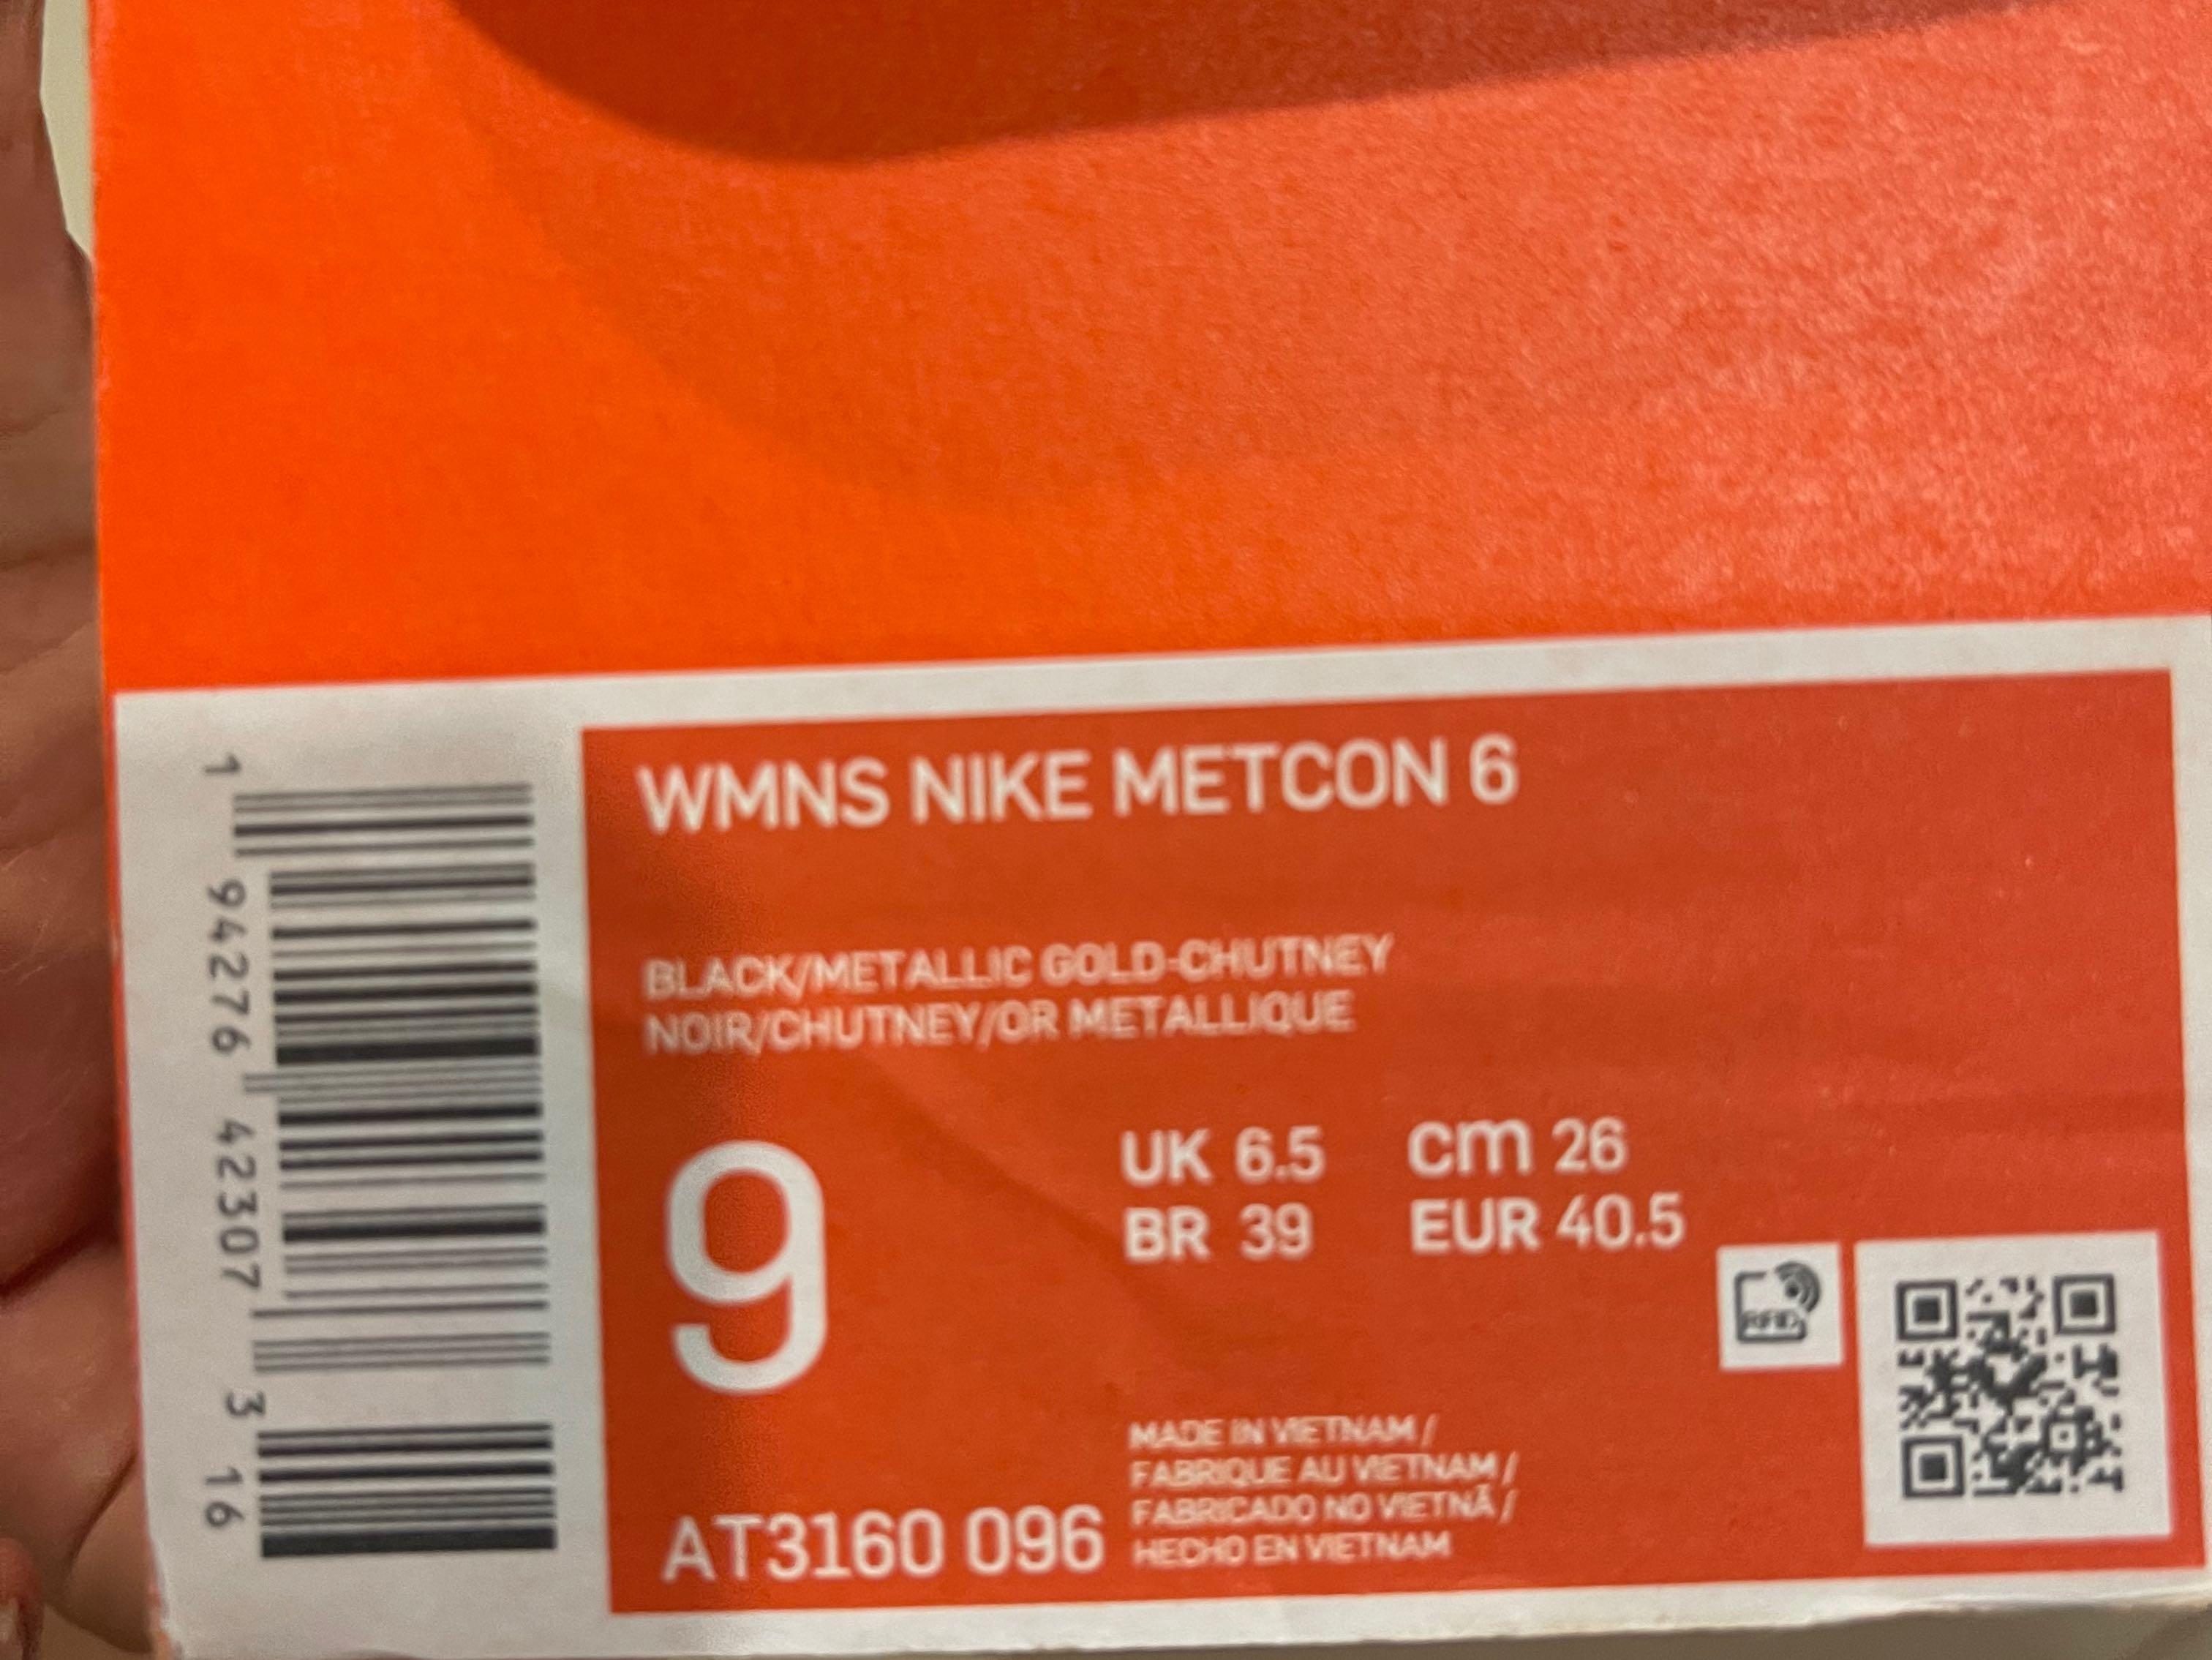 1 94276 42307 3 16
WMNS NIKE METCON 6
BLACK/METALLIC GOLD-CHUTNEY
NOIR/CHUTNEY/OR METALLIQUE
9
UK 6.5 cm 26
BR 39 EUR 40.5
RFID
MADE IN VIETNAM /
FABRIQUE AU VIETNAM /
FABRICADO NO VIETNÃ /
HECHO EN VIETNAM
AT3160 096